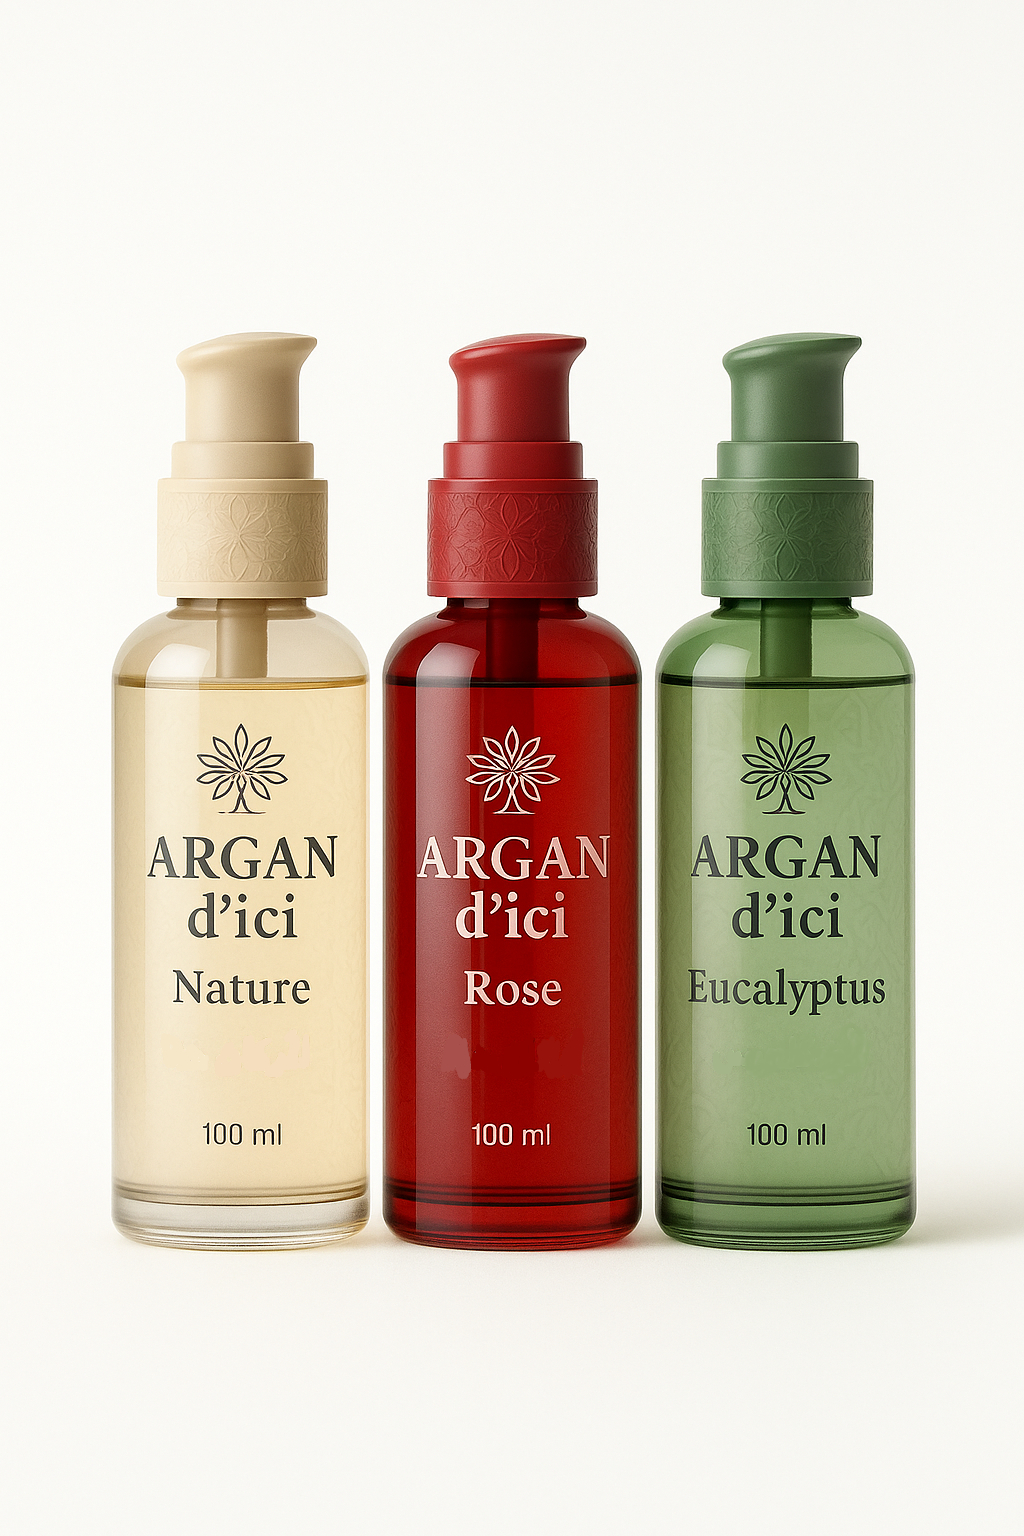 ARGAN
d’ici
Nature
100 ml
ARGAN
d’ici
Rose
100 ml
ARGAN
d’ici
Eucalyptus
100 ml